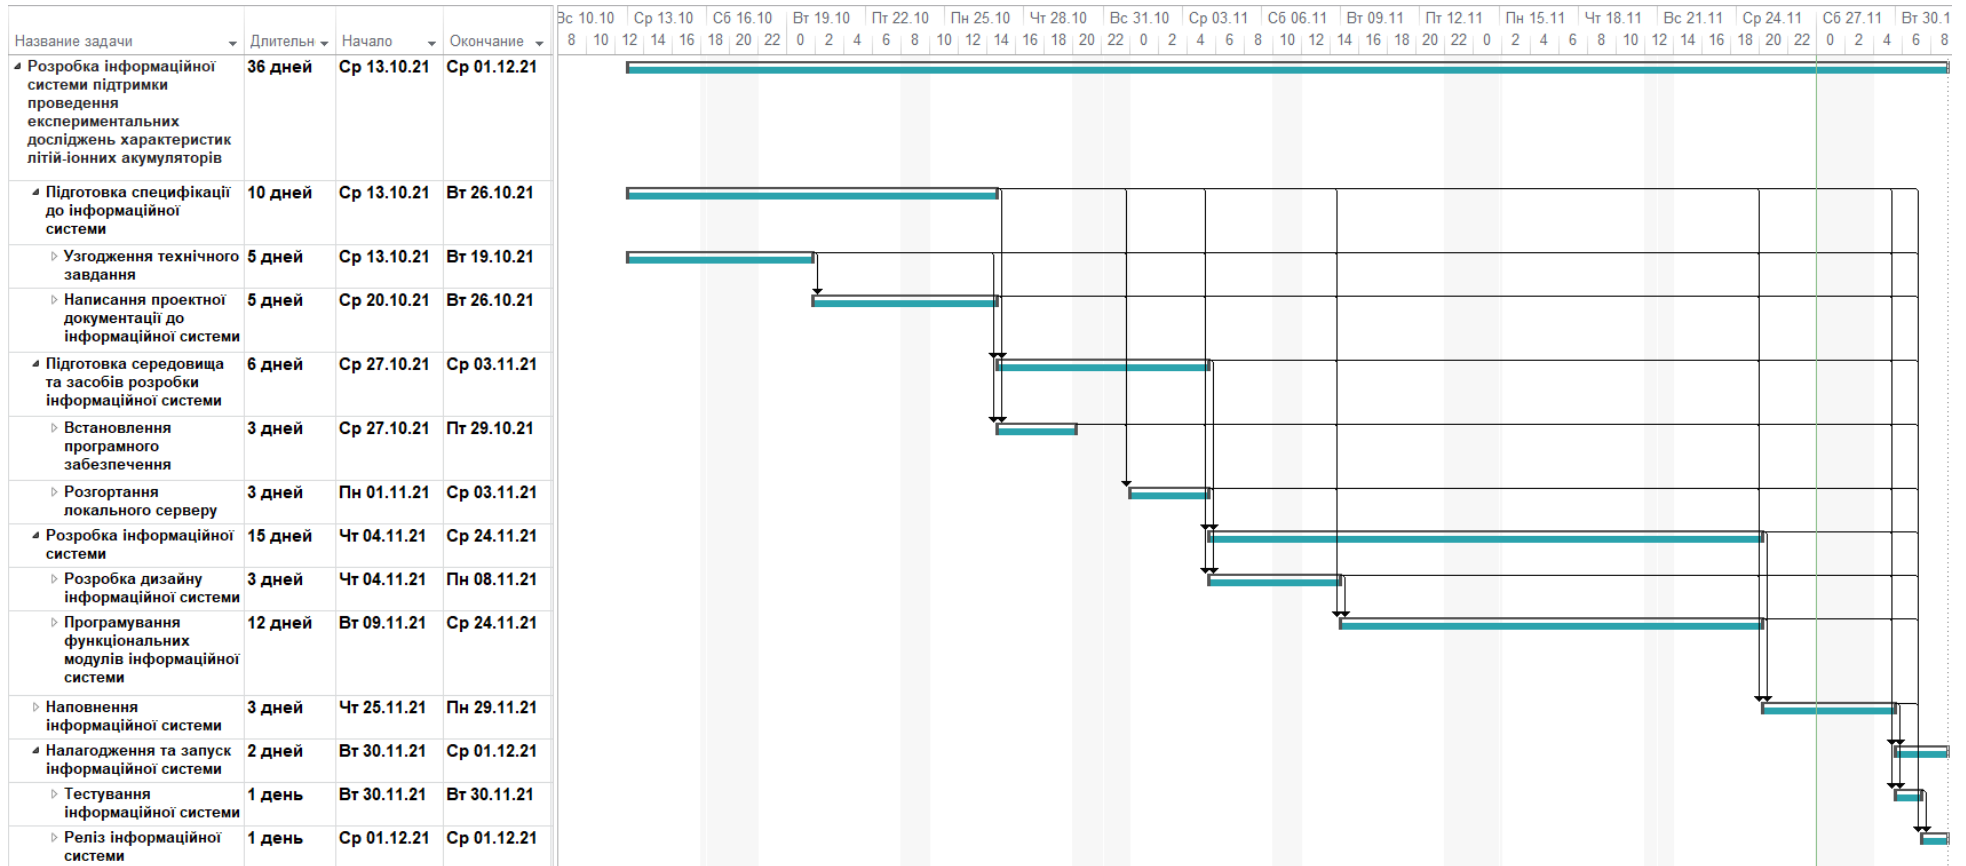 Вс 10.10 Ср 13.10 Сб 16.10 Вт 19.10 Пт 22.10 Пн 25.10 Чт 28.10 Вс 31.10 Ср 03.11 Сб 06.11 Вт 09.11 Пт 12.11 Пн 15.11 Чт 18.11 Вс 21.11 Ср 24.11 Сб 27.11 Вт 30.1
Название задачи Длительн Начало Окончание 8 10 12 14 16 18 20 22 0 2 4 6 8 10 12 14 16 18 20 22 0 2 4 6 8 10 12 14 16 18 20 22 0 2 4 6 8 10 12 14 16 18 20 22 0 2 4 6 8
Розробка інформаційної 36 дней Ср 13.10.21 Ср 01.12.21
системи підтримки
проведення
експериментальних
досліджень характеристик
літій-іонних акумуляторів
Підготовка специфікації 10 дней Ср 13.10.21 Вт 26.10.21
до інформаційної
системи
Узгодження технічного 5 дней Ср 13.10.21 Вт 19.10.21
завдання
Написання проектної 5 дней Ср 20.10.21 Вт 26.10.21
документації до
інформаційної системи
Підготовка середовища 6 дней Ср 27.10.21 Ср 03.11.21
та засобів розробки
інформаційної системи
Встановлення 3 дней Ср 27.10.21 Пт 29.10.21
програмного
забезпечення
Розгортання 3 дней Пн 01.11.21 Ср 03.11.21
локального серверу
Розробка інформаційної 15 дней Чт 04.11.21 Ср 24.11.21
системи
Розробка дизайну 3 дней Чт 04.11.21 Пн 08.11.21
інформаційної системи
Програмування 12 дней Вт 09.11.21 Ср 24.11.21
функціональних
модулів інформаційної
системи
Наповнення 3 дней Чт 25.11.21 Пн 29.11.21
інформаційної системи
Налагодження та запуск 2 дней Вт 30.11.21 Ср 01.12.21
інформаційної системи
Тестування 1 день Вт 30.11.21 Вт 30.11.21
інформаційної системи
Реліз інформаційної 1 день Ср 01.12.21 Ср 01.12.21
системи